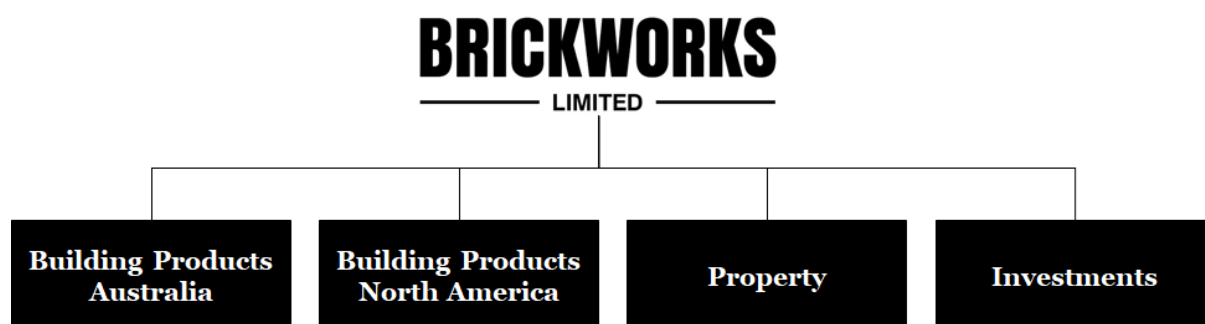 BRICKWORKS
LIMITED
Building Products
Australia
Building Products
North America
Property
Investments